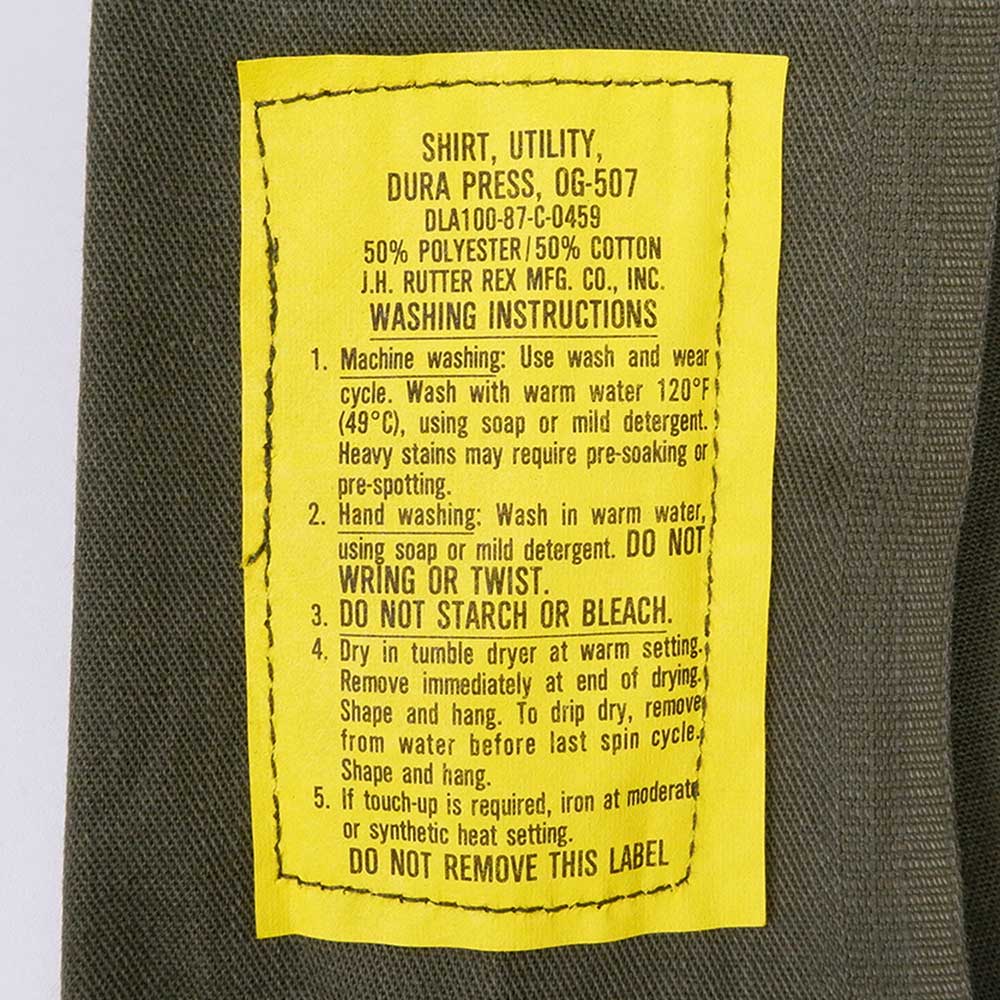 SHIRT, UTILITY,
DURA PRESS, OG-507
DLA100-87-C-0459
50% POLYESTER/50% COTTON
J.H. RUTTER REX MFG. CO., INC.
WASHING INSTRUCTIONS
1. Machine washing: Use wash and wear
cycle. Wash with warm water 120°F
(49°C), using soap or mild detergent.
Heavy stains may require pre-soaking or
pre-spotting.
2. Hand washing: Wash in warm water,
using soap or mild detergent. DO NOT
WRING OR TWIST.
3. DO NOT STARCH OR BLEACH.
4. Dry in tumble dryer at warm setting.
Remove immediately at end of drying.
Shape and hang. To drip dry, remove
from water before last spin cycle.
Shape and hang.
5. If touch-up is required, iron at moderate
or synthetic heat setting.
DO NOT REMOVE THIS LABEL